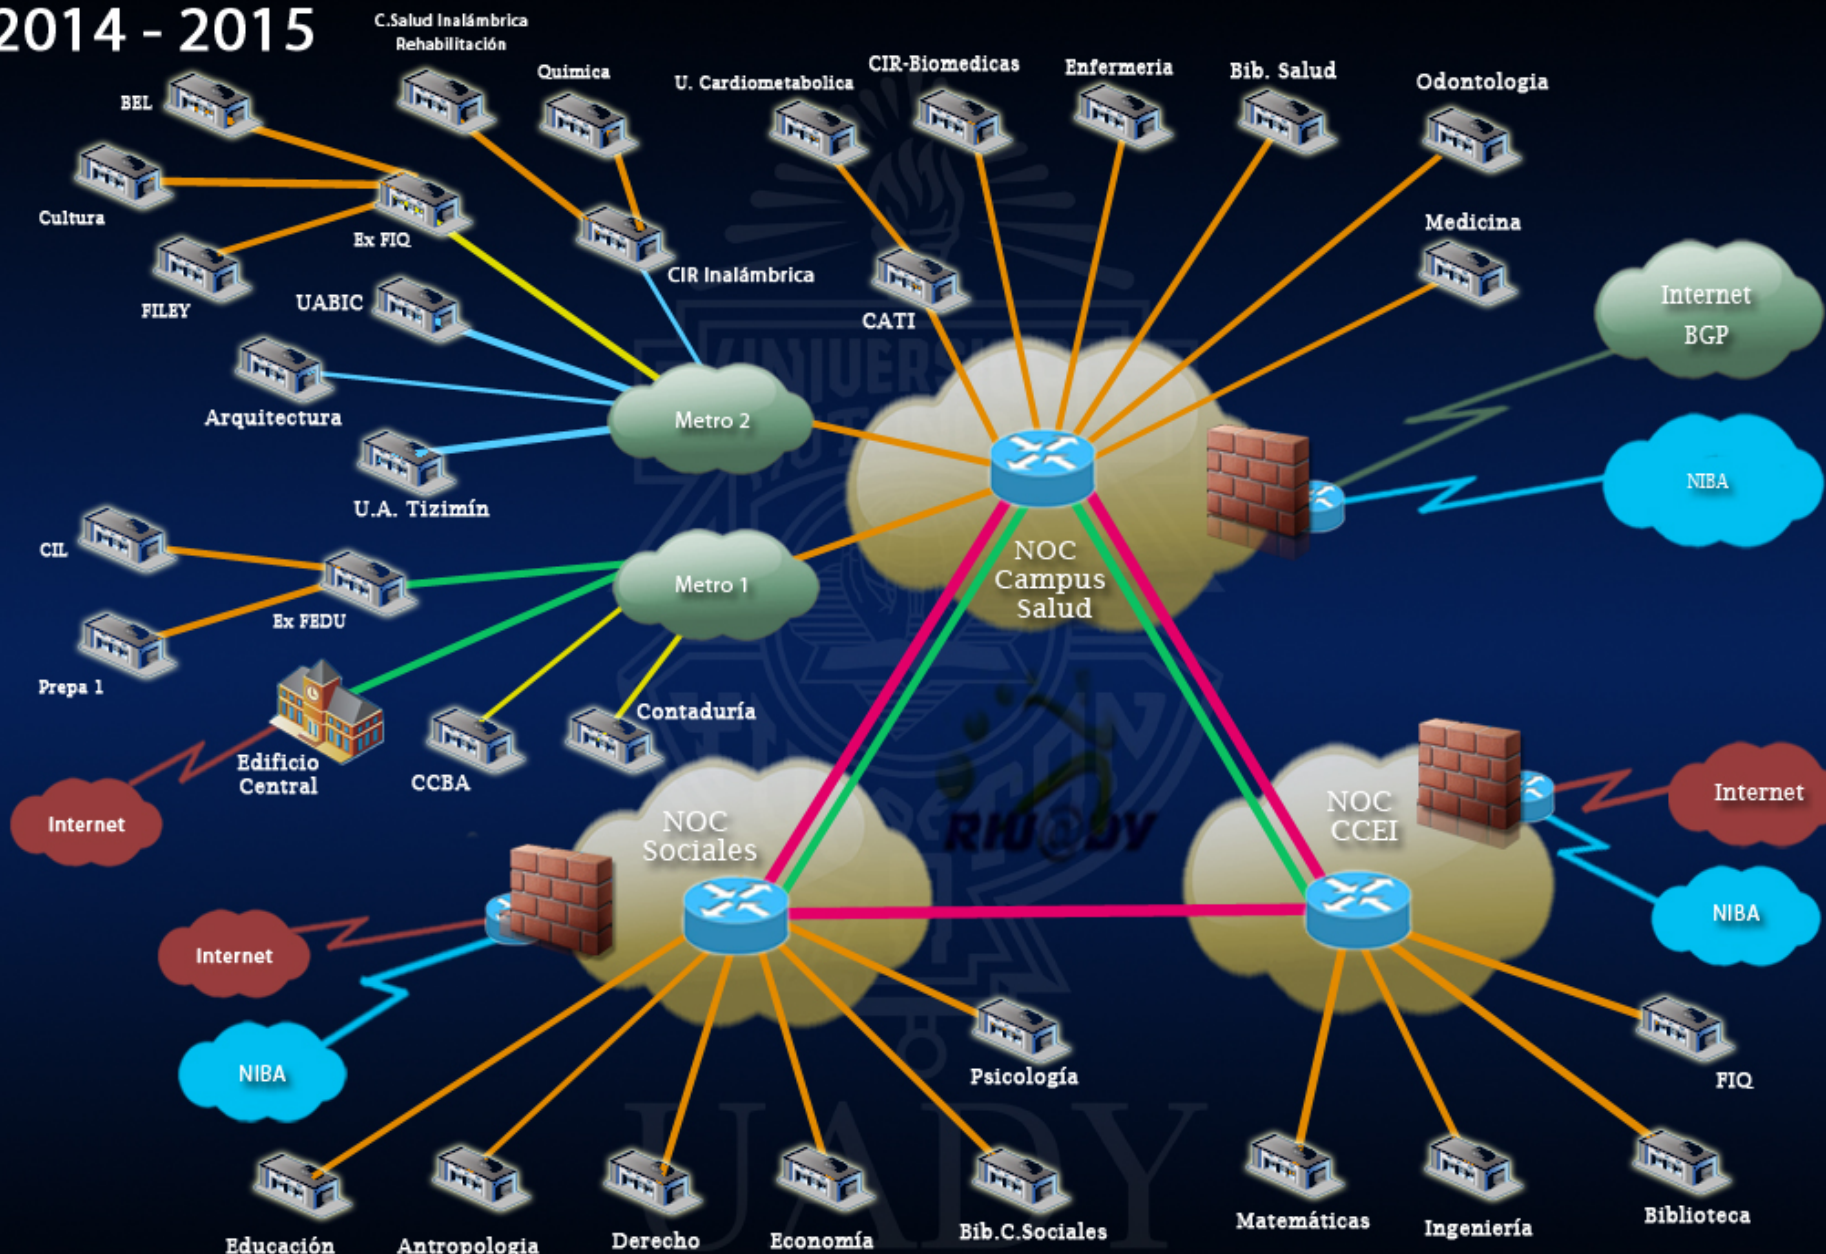 2014 - 2015
C.Salud Inalámbrica
Rehabilitación
Quimica
U. Cardiometabolica
CIR-Biomedicas
Enfermeria
Bib. Salud
Odontologia
BEL
Cultura
Ex FIQ
FILEY
UABIC
CIR Inalámbrica
CATI
Medicina
Internet
BGP
Arquitectura
Metro 2
U.A. Tizimín
NIBA
CIL
Ex FEDU
Metro 1
NOC
Campus
Salud
Prepa 1
Edificio
Central
CCBA
Contaduría
Internet
NOC
Sociales
RIUADY
NOC
CCEI
Internet
NIBA
Internet
NIBA
Psicología
FIQ
UADY
Educación
Antropologia
Derecho
Economía
Bib.C.Sociales
Matemáticas
Ingeniería
Biblioteca